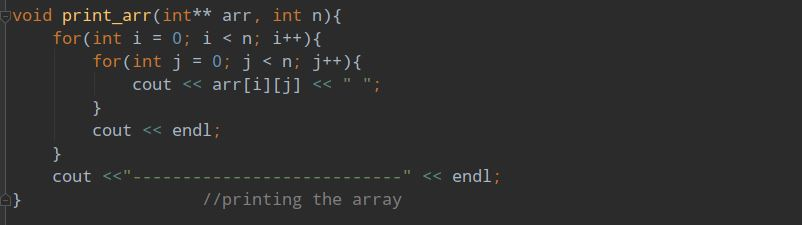 void print_arr(int** arr, int n){
    for(int i = 0; i < n; i++){
        for(int j = 0; j < n; j++){
            cout << arr[i][j] << " ";
        }
        cout << endl;
    }
    cout <<"---------------------------" << endl;
}                  //printing the array